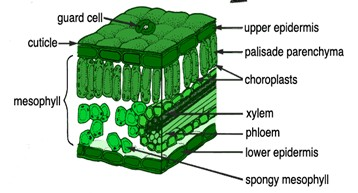 guard cell
upper epidermis
cuticle
palisade parenchyma
choroplasts
mesophyll
xylem
phloem
lower epidermis
spongy mesophyll